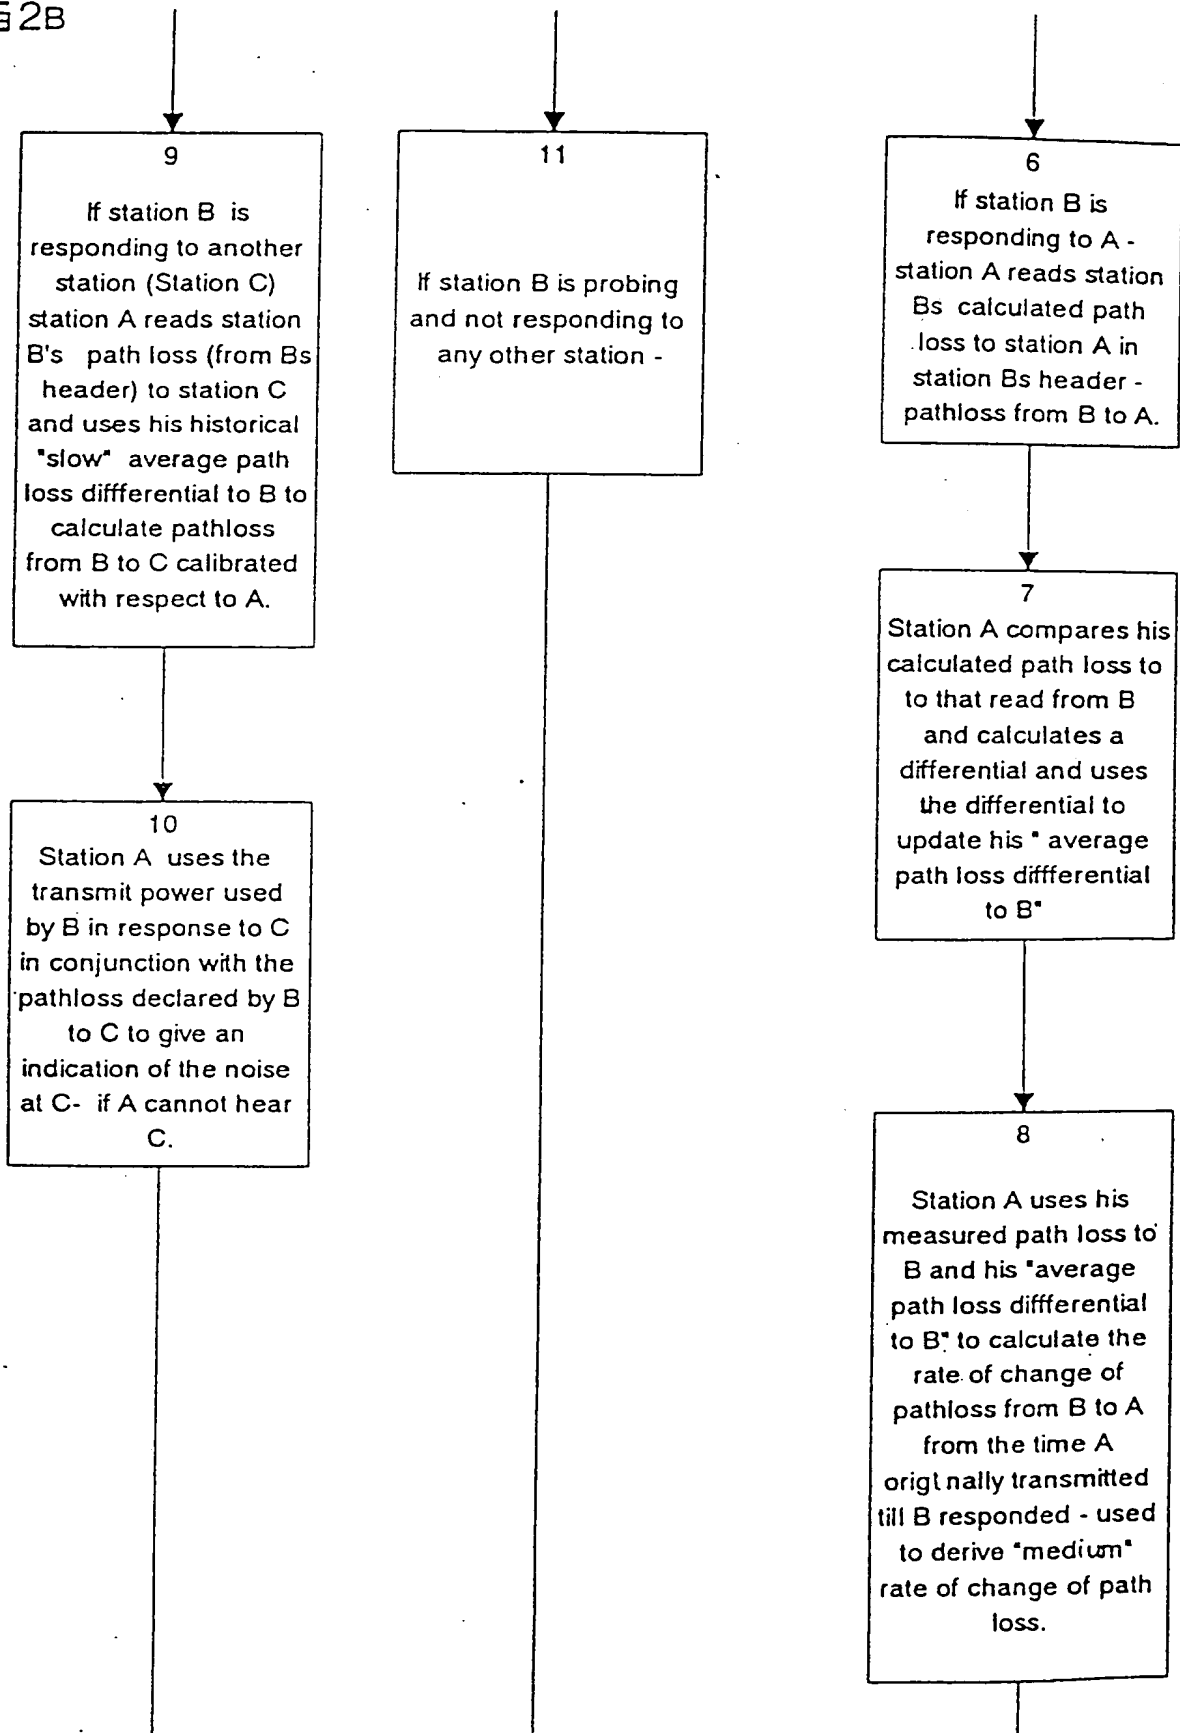 2B
9
If station B is
responding to another
station (Station C)
station A reads station
B's path loss (from Bs
header) to station C
and uses his historical
"slow" average path
loss diffferential to B to
calculate pathloss
from B to C calibrated
with respect to A.
10
Station A uses the
transmit power used
by B in response to C
in conjunction with the
pathloss declared by B
to C to give an
indication of the noise
at C- if A cannot hear
C.
11
If station B is probing
and not responding to
any other station -
6
If station B is
responding to A -
station A reads station
Bs calculated path
loss to station A in
station Bs header -
pathloss from B to A.
7
Station A compares his
calculated path loss to
to that read from B
and calculates a
differential and uses
the differential to
update his " average
path loss diffferential
to B"
8
Station A uses his
measured path loss to
B and his "average
path loss diffferential
to B" to calculate the
rate of change of
pathloss from B to A
from the time A
originally transmitted
till B responded - used
to derive "medium"
rate of change of path
loss.